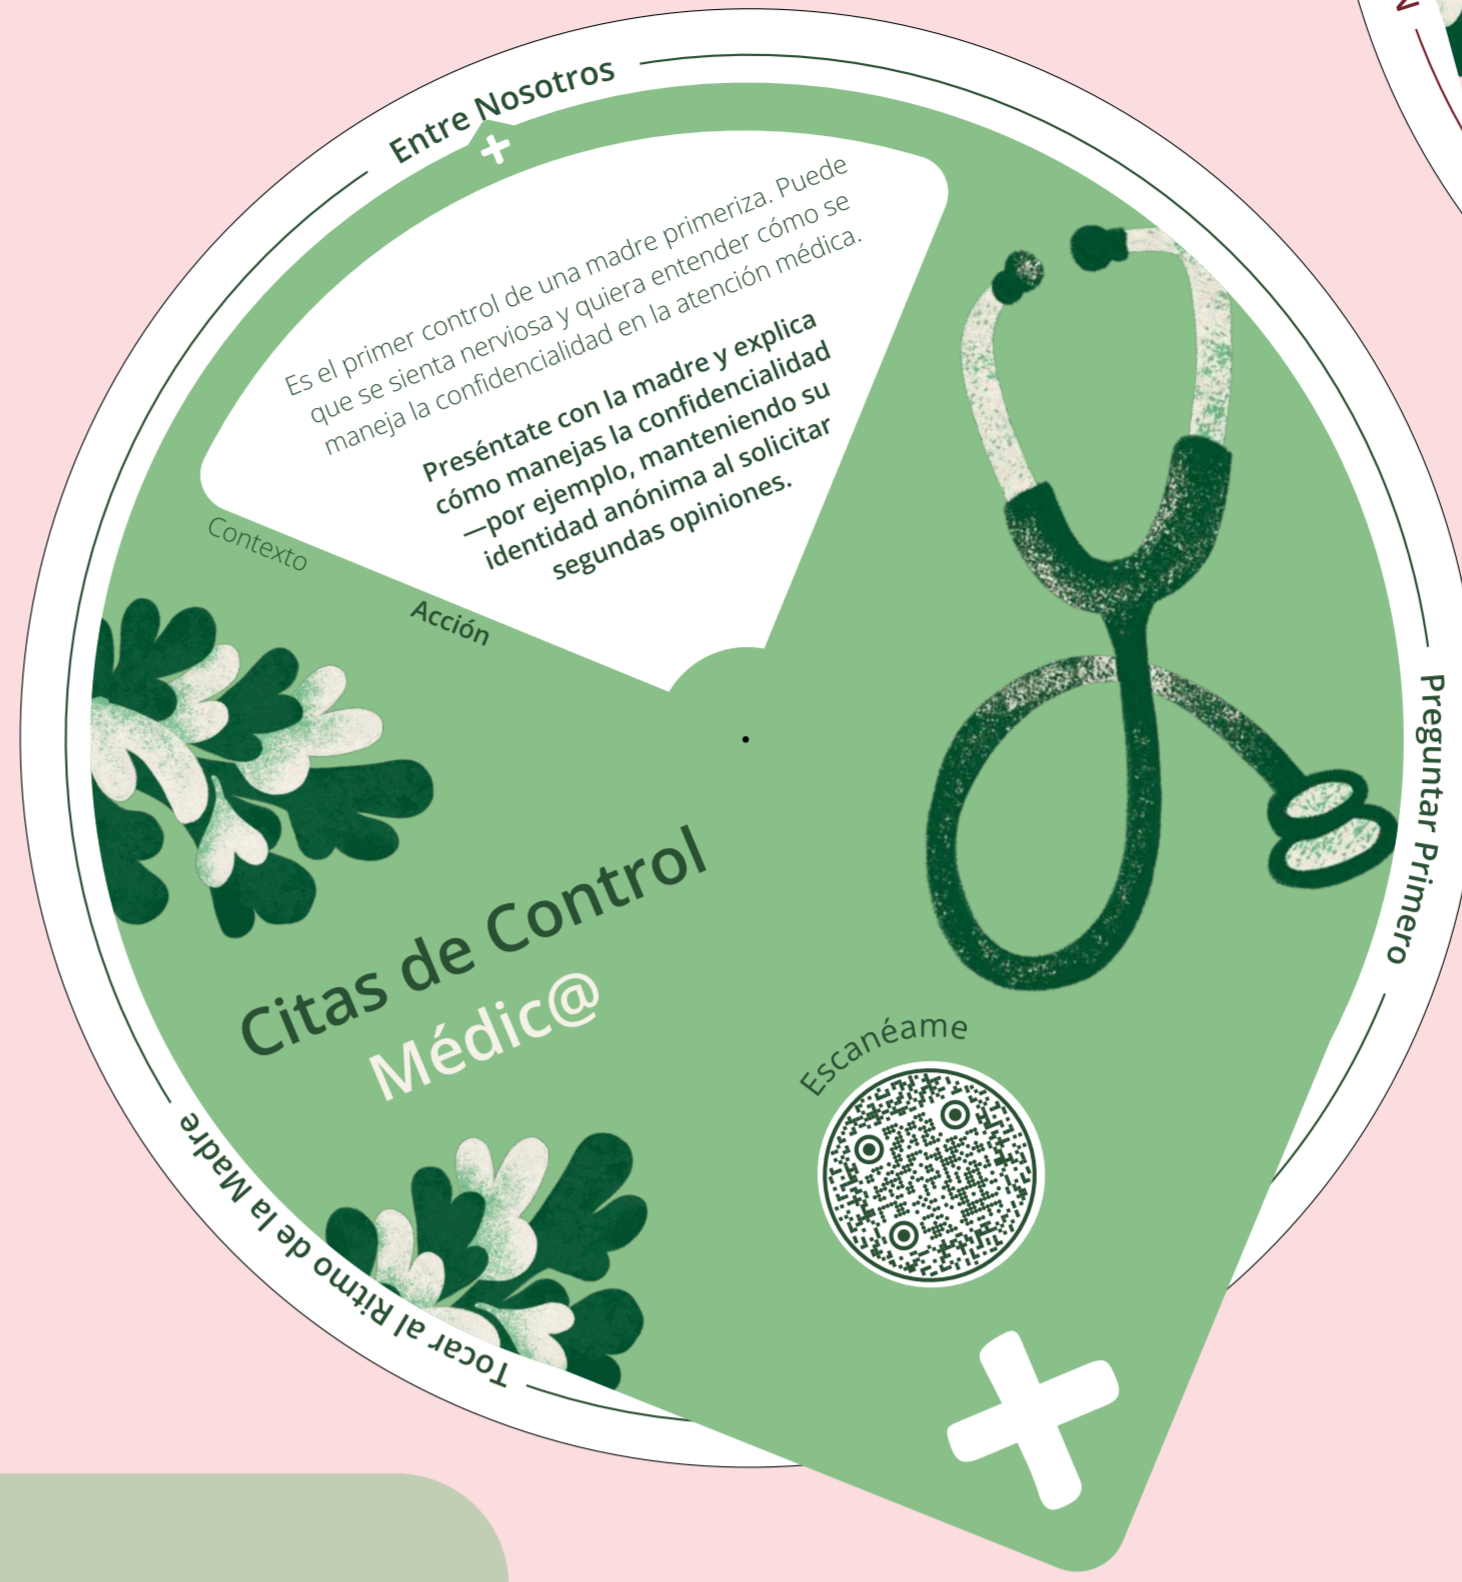 Entre Nosotros
Es el primer control de una madre primeriza. Puede
que se sienta nerviosa y quiera entender cómo se
maneja la confidencialidad en la atención médica.
Preséntate con la madre y explica
cómo manejas la confidencialidad
—por ejemplo, manteniendo su
identidad anónima al solicitar
segundas opiniones.
Contexto
Acción
Preguntar Primero
Citas de Control
Médic@
Escanéame
Tocar al Ritmo de la Madre